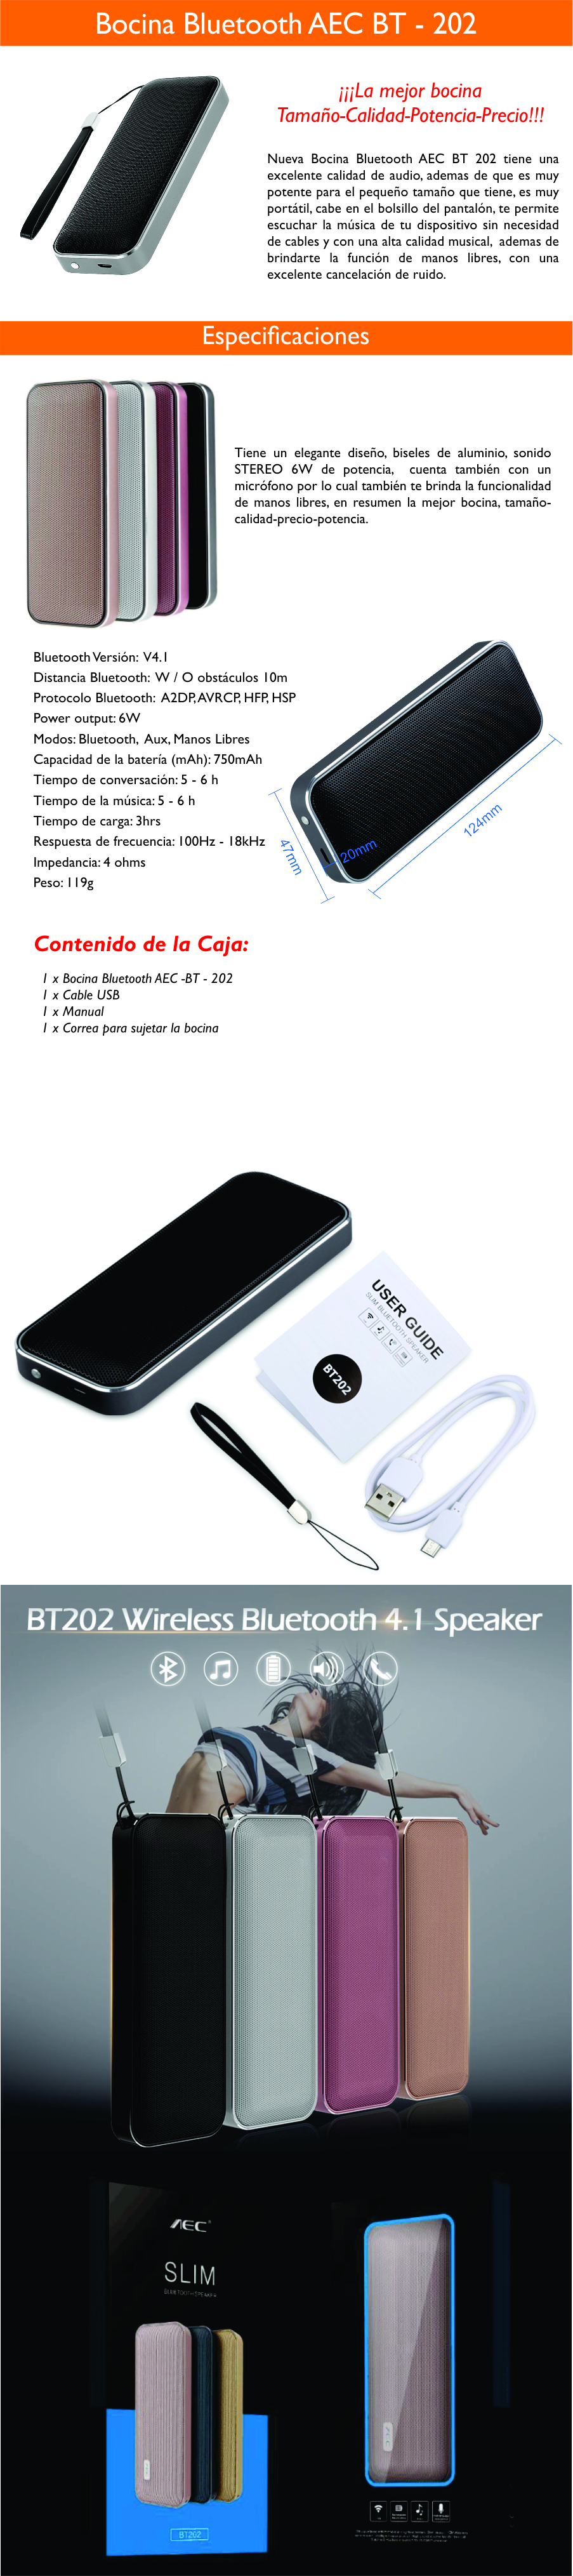 Bocina Bluetooth AEC BT - 202
¡¡¡La mejor bocina
Tamaño-Calidad-Potencia-Precio!!!
Nueva Bocina Bluetooth AEC BT 202 tiene una
excelente calidad de audio, ademas de que es muy
potente para el pequeño tamaño que tiene, es muy
portátil, cabe en el bolsillo del pantalón, te permite
escuchar la música de tu dispositivo sin necesidad
de cables y con una alta calidad musical, ademas de
brindarte la función de manos libres, con una
excelente cancelación de ruido.
Especificaciones
Tiene un elegante diseño, biseles de aluminio, sonido
STEREO 6W de potencia, cuenta también con un
micrófono por lo cual también te brinda la funcionalidad
de manos libres, en resumen la mejor bocina, tamaño-
calidad-precio-potencia.
Bluetooth Versión: V4.1
Distancia Bluetooth: W / O obstáculos 10m
Protocolo Bluetooth: A2DP, AVRCP, HFP, HSP
Power output: 6W
Modos: Bluetooth, Aux, Manos Libres
Capacidad de la batería (mAh): 750mAh
Tiempo de conversación: 5 - 6 h
Tiempo de la música: 5 - 6 h
Tiempo de carga: 3hrs
Respuesta de frecuencia: 100Hz - 18kHz
Impedancia: 4 ohms
Peso: 119g
47mm
20mm
124mm
Contenido de la Caja:
1 x Bocina Bluetooth AEC -BT - 202
1 x Cable USB
1 x Manual
1 x Correa para sujetar la bocina
USER GUIDE
SLIM BLUETOOTH SPEAKER
BT202
BT202 Wireless Bluetooth 4.1 Speaker
AEC
SLIM
BLUETOOTH SPEAKER
AEC
AEC
BT202